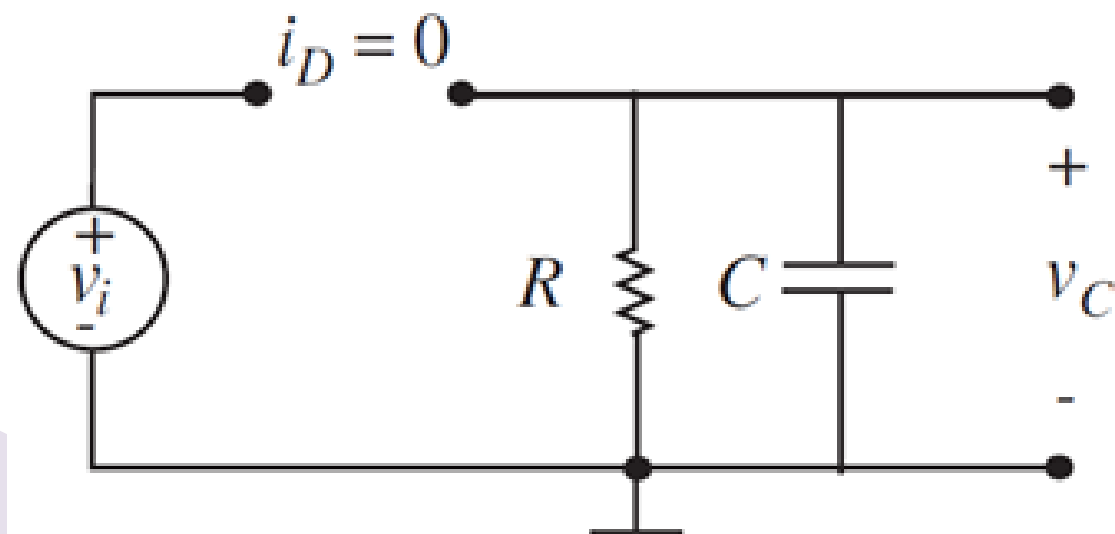 i_D = 0
+
v_i
-
R
C
+
v_C
-